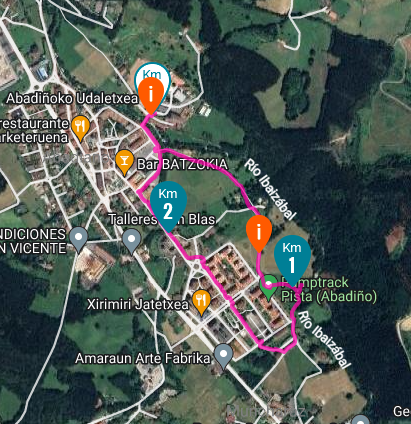 Km
i
Abadiñoko Udaletxea
restaurante
arketeruena
Bar BATZOKIA
Río Ibaizábal
Km
2
Talleres
n Blas
i
NDICIONES
N VICENTE
Km
1
Pumptrack
Pista (Abadiño)
Xirimiri Jatetxea
Río Ibaizábal
Amaraun Arte Fabrika
Ge